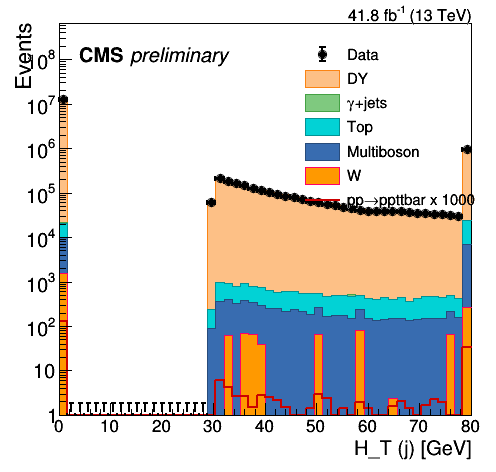 41.8 fb⁻¹ (13 TeV)
Events
CMS preliminary
Data
DY
γ+jets
Top
Multiboson
W
pp→ppttbar x 1000
10⁷
10⁶
10⁵
10⁴
10³
10²
10
1
0 10 20 30 40 50 60 70 80
H_T (j) [GeV]